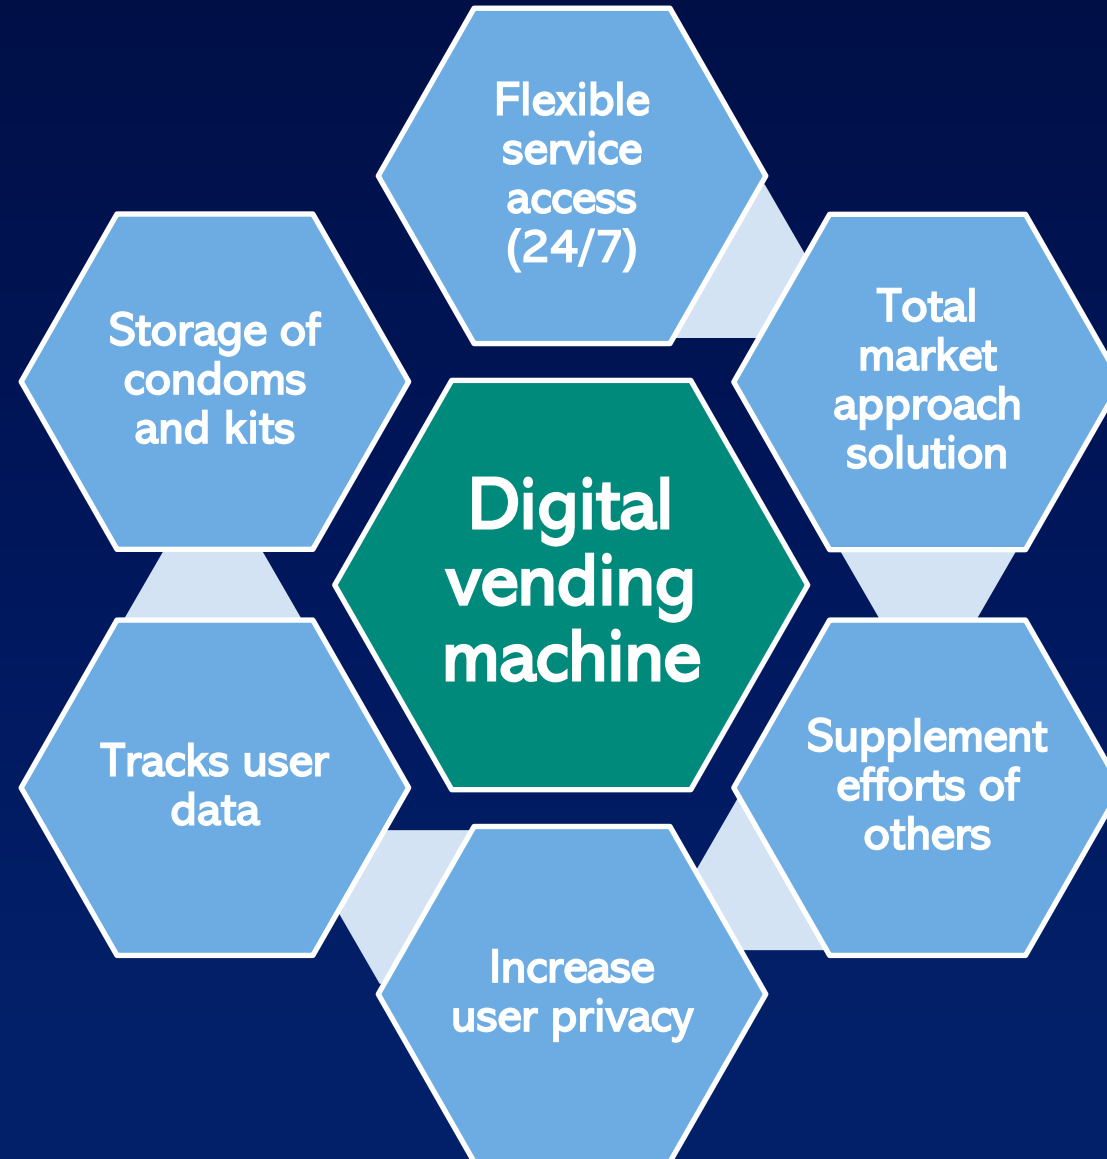 Flexible
service
access
(24/7)
Total
market
approach
solution
Supplement
efforts of
others
Increase
user privacy
Tracks user
data
Storage of
condoms
and kits
Digital
vending
machine